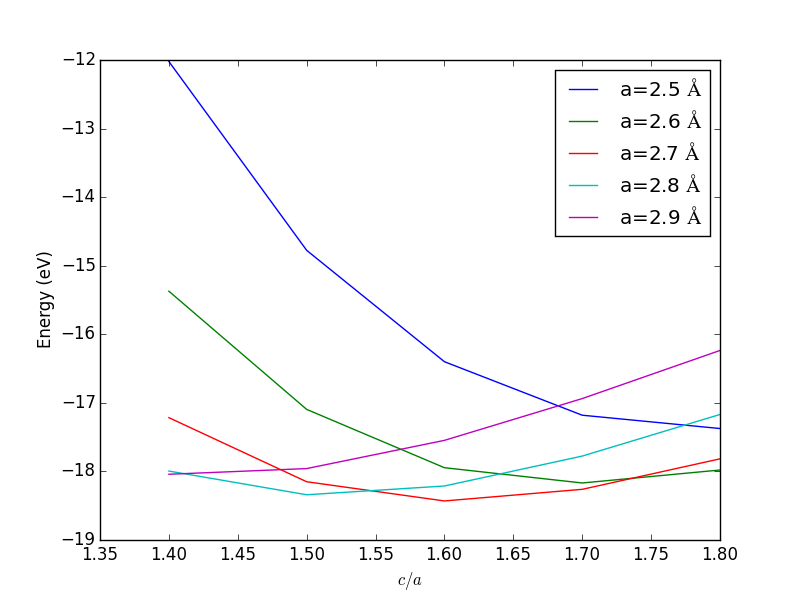 −12
−13
−14
−15
−16
−17
−18
−19
Energy (eV)
1.35 1.40 1.45 1.50 1.55 1.60 1.65 1.70 1.75 1.80
c/a
a=2.5 Å
a=2.6 Å
a=2.7 Å
a=2.8 Å
a=2.9 Å